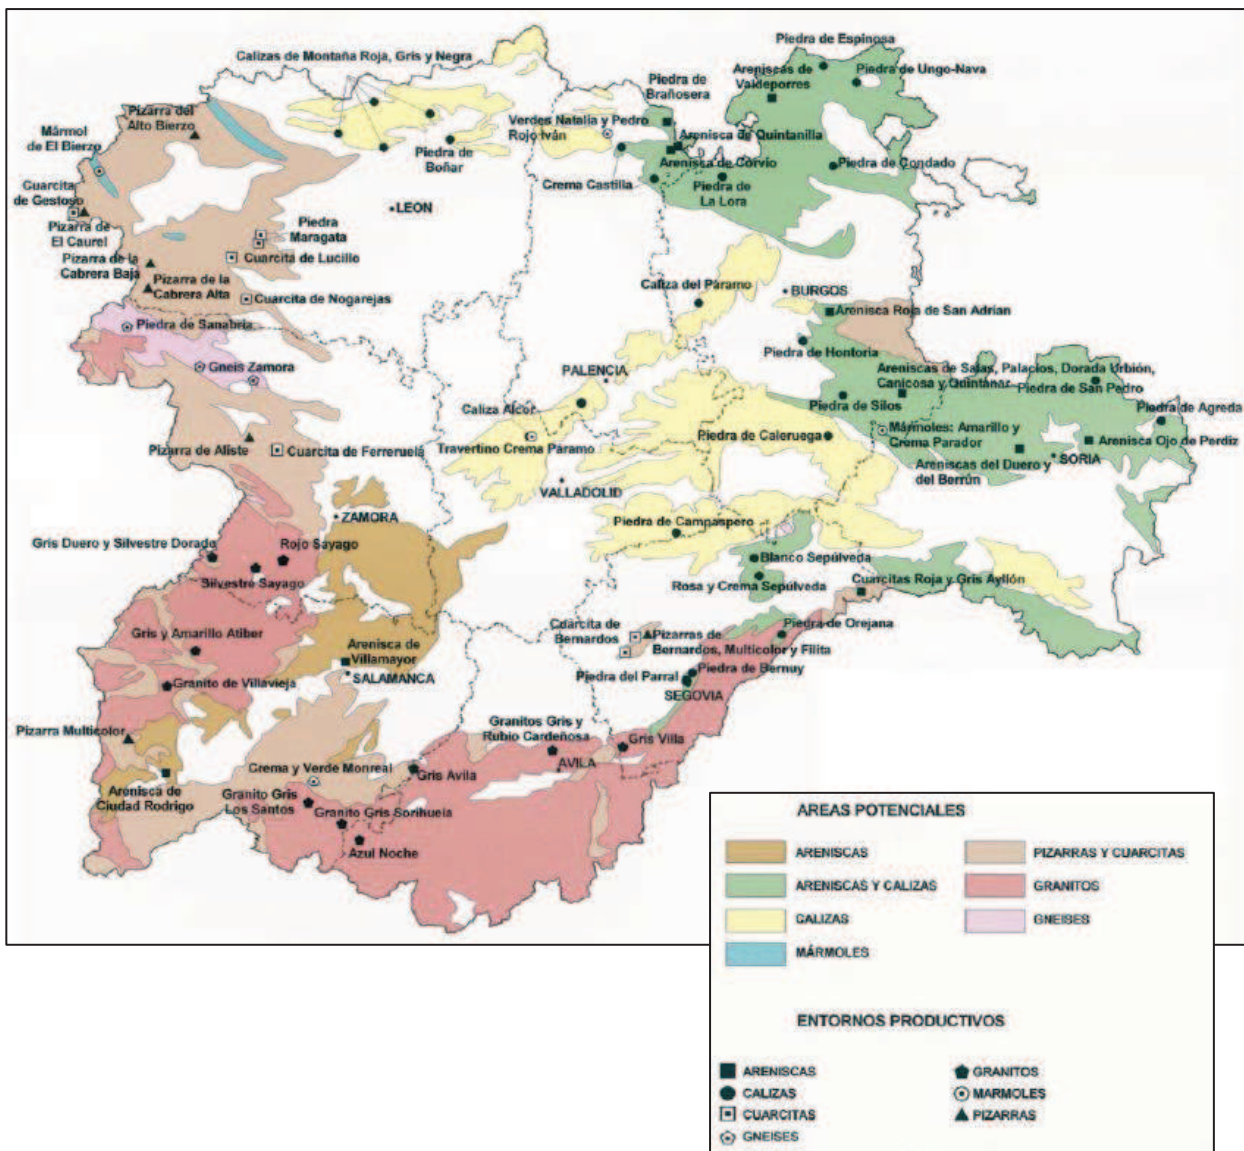 Piedra de Espinosa
Calizas de Montaña Roja, Gris y Negra
Areniscas de
Valdeporres
Piedra de Ungo-Nava
Piedra de
Brañosera
Pizarra del
Alto Bierzo
Verdes Natalia y Pedro
Rojo Iván
Mármol
de El Bierzo
Arenisca de Quintanilla
Piedra de
Boñar
Arenisca de Corvio
Piedra de Condado
Crema Castilla
Piedra de
La Lora
Cuarcita
de Gestoso
LEON
Pizarra de
El Caurel
Piedra
Maragata
Cuarcita de Lucillo
Pizarra de la
Cabrera Baja
Pizarra de la
Cabrera Alta
Cuarcita de Nogarejas
Caliza del Páramo
BURGOS
Arenisca Roja de San Adrian
Piedra de Sanabria
Piedra de Hontoria
Gneis Zamora
PALENCIA
Areniscas de Salas, Palacios, Dorada Urbión,
Canicosa y Quintanar
Piedra de San
Pedro
Caliza Alcor
Piedra de Silos
Piedra de Agreda
Pizarra de Aliste
Cuarcita de Ferreruela
Travertino Crema Páramo
Piedra de Caleruega
Mármoles: Amarillo y
Crema Parador
Arenisca Ojo de Perdiz
SORIA
Areniscas del Duero y
del Berrún
VALLADOLID
ZAMORA
Piedra de Campaspero
Gris Duero y Silvestre Dorado
Rojo Sayago
Blanco Sepúlveda
Silvestre Sayago
Rosa y Crema Sepúlveda
Cuarcitas Roja y Gris Ayllón
Gris y Amarillo Atiber
Arenisca de
Villamayor
Cuarcita de
Bernardos
Pizarras de
Bernardos, Multicolor y Filita
Piedra de Orejana
SALAMANCA
Granito de Villavieja
Piedra del Parral
Piedra de Bernuy
SEGOVIA
Pizarra Multicolor
Granitos Gris y
Rubio Cardeñosa
Gris Villa
AVILA
Crema y Verde Monreal
Gris Avila
Arenisca de
Ciudad Rodrigo
Granito Gris
Los Santos
Granito Gris Sorihuela
Azul Noche
AREAS POTENCIALES
ARENISCAS
PIZARRAS Y CUARCITAS
ARENISCAS Y CALIZAS
GRANITOS
CALIZAS
GNEISES
MÁRMOLES
ENTORNOS PRODUCTIVOS
ARENISCAS
GRANITOS
CALIZAS
MARMOLES
CUARCITAS
PIZARRAS
GNEISES